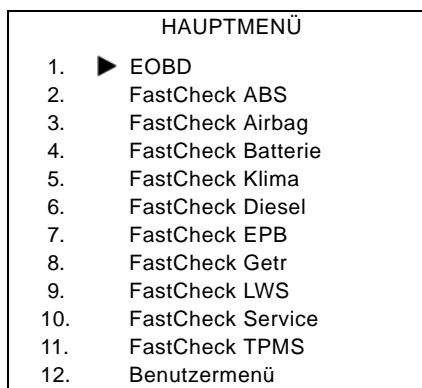 HAUPTMENÜ
1. ▶ EOBD
2. FastCheck ABS
3. FastCheck Airbag
4. FastCheck Batterie
5. FastCheck Klima
6. FastCheck Diesel
7. FastCheck EPB
8. FastCheck Getr
9. FastCheck LWS
10. FastCheck Service
11. FastCheck TPMS
12. Benutzermenü